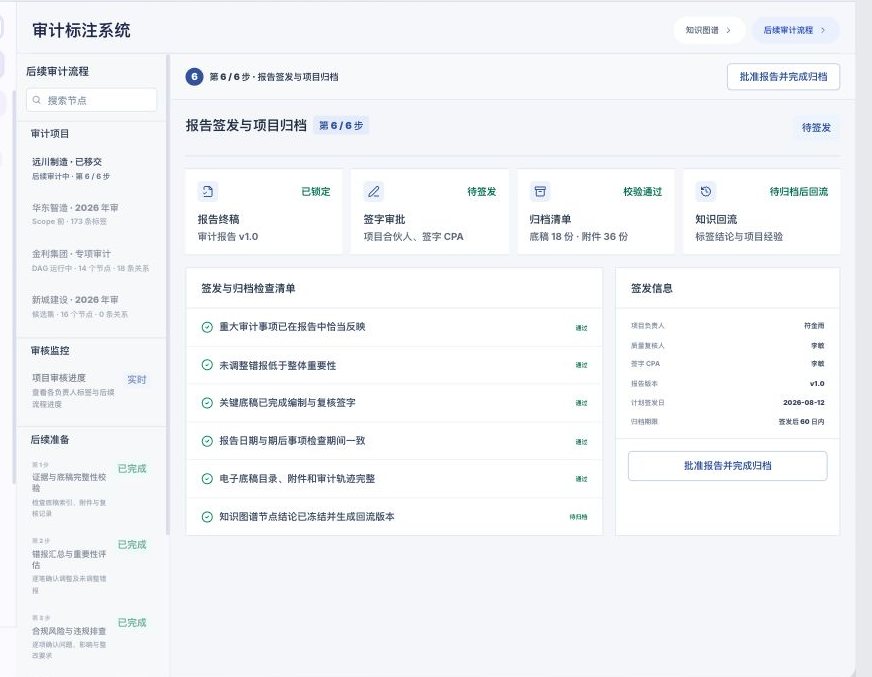 审计标注系统
知识图谱
后续审计流程
后续审计流程
搜索节点
审计项目
远川制造 · 已移交
后续审计中 · 第 6 / 6 步
华东智造 · 2026 年审
Scope 前 · 173 条标签
金利集团 · 专项审计
DAG 运行中 · 14 个节点 · 18 条关系
新城建设 · 2026 年审
候选集 · 16 个节点 · 0 条关系
审核监控
项目审核进度
实时
查看各负责人标签与后续
流程进度
后续准备
第 1 步
已完成
证据与底稿完整性校
验
检查底稿索引、附件与复
核记录
第 2 步
已完成
错报汇总与重要性评
估
逐笔确认调整及未调整错
报
第 3 步
已完成
合规风险与违规排查
逐项确认问题、影响与整
改要求
6 第 6 / 6 步 · 报告签发与项目归档
批准报告并完成归档
报告签发与项目归档 第 6 / 6 步
待签发
已锁定
报告终稿
审计报告 v1.0
待签发
签字审批
项目合伙人、签字 CPA
校验通过
归档清单
底稿 18 份 · 附件 36 份
待归档后回流
知识回流
标签结论与项目经验
签发与归档检查清单
重大审计事项已在报告中恰当反映 通过
未调整错报低于整体重要性 通过
关键底稿已完成编制与复核签字 通过
报告日期与期后事项检查期间一致 通过
电子底稿目录、附件和审计轨迹完整 通过
知识图谱节点结论已冻结并生成回流版本 待归档
签发信息
项目负责人 符金雨
质量复核人 李敏
签字 CPA 李敏
报告版本 v1.0
计划签发日 2026-08-12
归档期限 签发后 60 日内
批准报告并完成归档